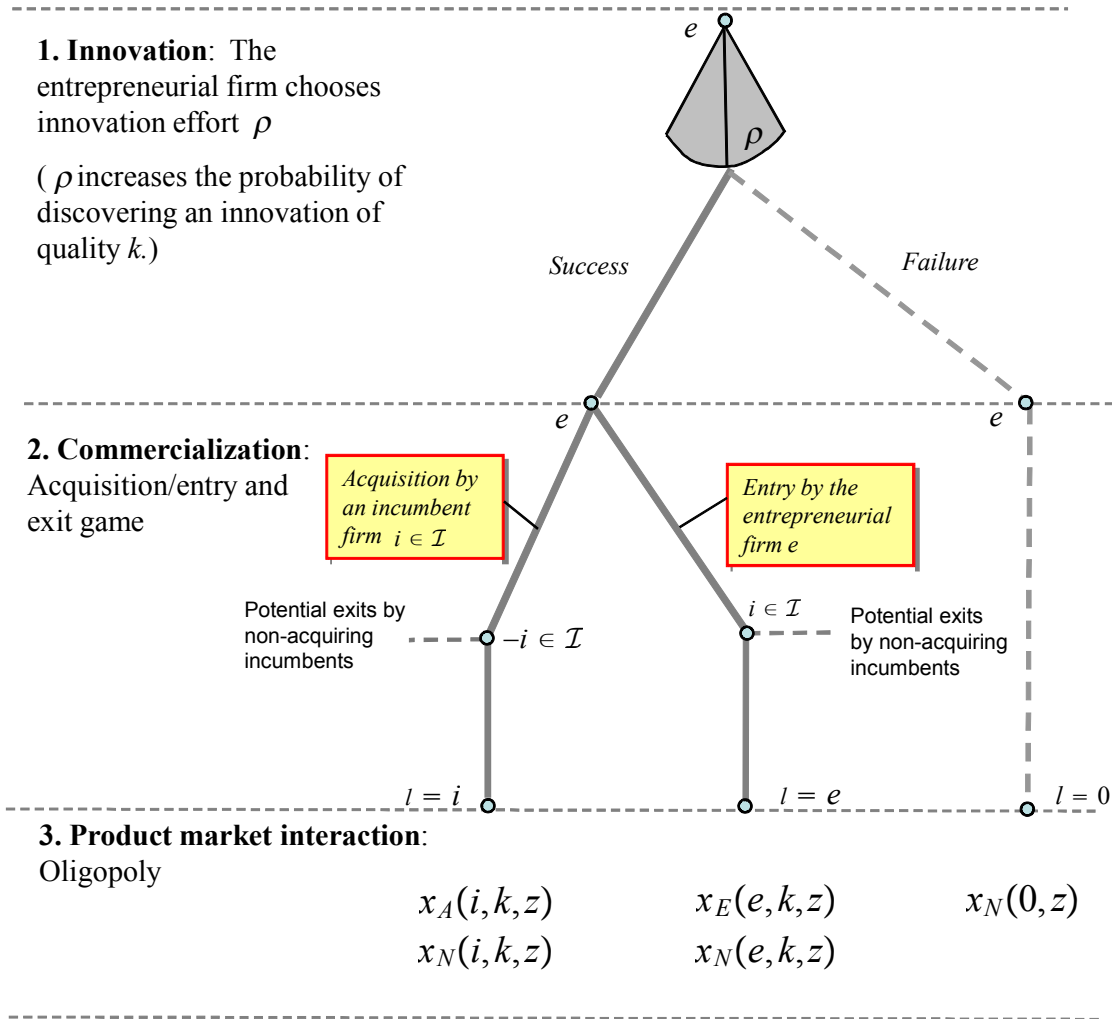 e
1. Innovation: The
entrepreneurial firm chooses
innovation effort ρ
(ρ increases the probability of
discovering an innovation of
quality k.)
ρ
Success
Failure
e
e
2. Commercialization:
Acquisition/entry and
exit game
Acquisition by
an incumbent
firm i ∈ ℐ
Entry by the
entrepreneurial
firm e
Potential exits by
non-acquiring
incumbents
−i ∈ ℐ
i ∈ ℐ
Potential exits
by non-acquiring
incumbents
l = i
l = e
l = 0
3. Product market interaction:
Oligopoly
x_A(i,k,z)
x_E(e,k,z)
x_N(0,z)
x_N(i,k,z)
x_N(e,k,z)